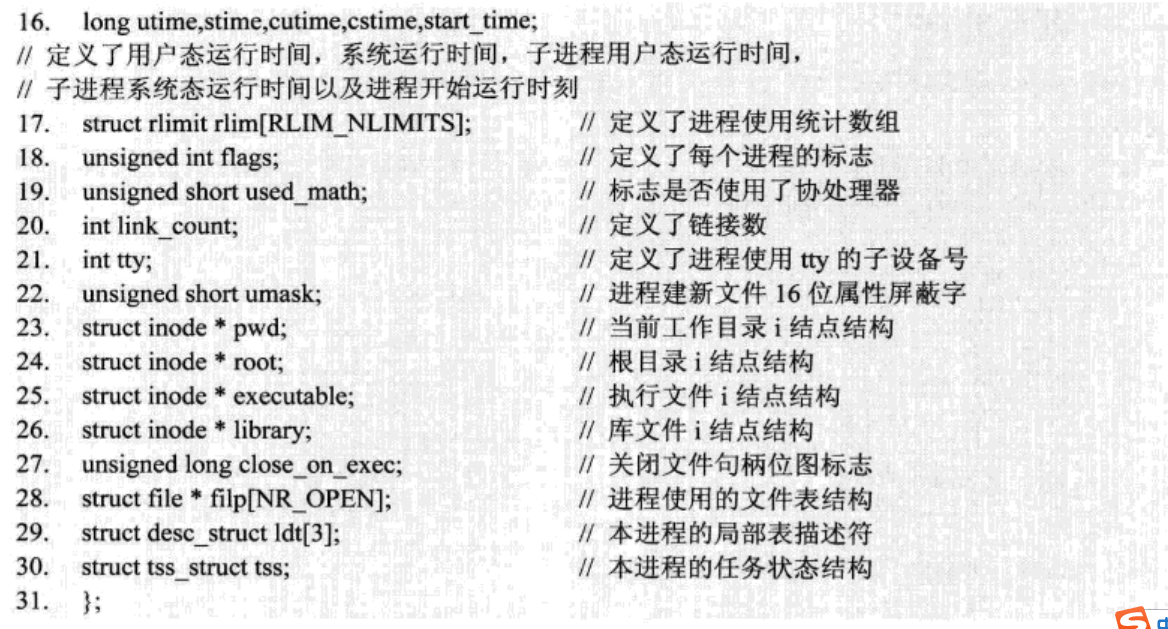 16. long utime,stime,cutime,cstime,start_time;
// 定义了用户态运行时间，系统运行时间，子进程用户态运行时间，
// 子进程系统态运行时间以及进程开始运行时刻
17. struct rlimit rlim[RLIM_NLIMITS]; // 定义了进程使用统计数组
18. unsigned int flags; // 定义了每个进程的标志
19. unsigned short used_math; // 标志是否使用了协处理器
20. int link_count; // 定义了链接数
21. int tty; // 定义了进程使用 tty 的子设备号
22. unsigned short umask; // 进程建新文件 16 位属性屏蔽字
23. struct inode * pwd; // 当前工作目录 i 结点结构
24. struct inode * root; // 根目录 i 结点结构
25. struct inode * executable; // 执行文件 i 结点结构
26. struct inode * library; // 库文件 i 结点结构
27. unsigned long close_on_exec; // 关闭文件句柄位图标志
28. struct file * filp[NR_OPEN]; // 进程使用的文件表结构
29. struct desc_struct ldt[3]; // 本进程的局部表描述符
30. struct tss_struct tss; // 本进程的任务状态结构
31. };